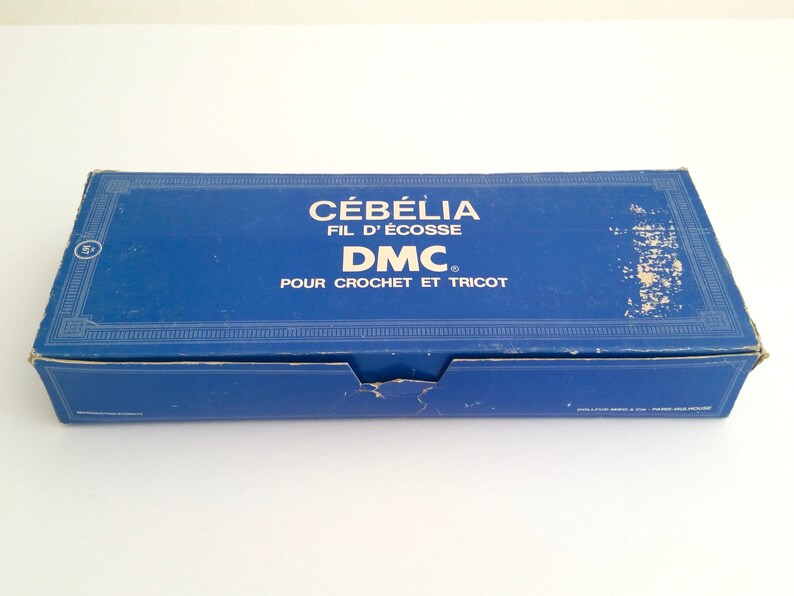 CÉBÉLIA
FIL D'ÉCOSSE
DMC®
POUR CROCHET ET TRICOT
REPRODUCTION INTERDITE
DOLLFUS-MIEG & Cie - PARIS-MULHOUSE